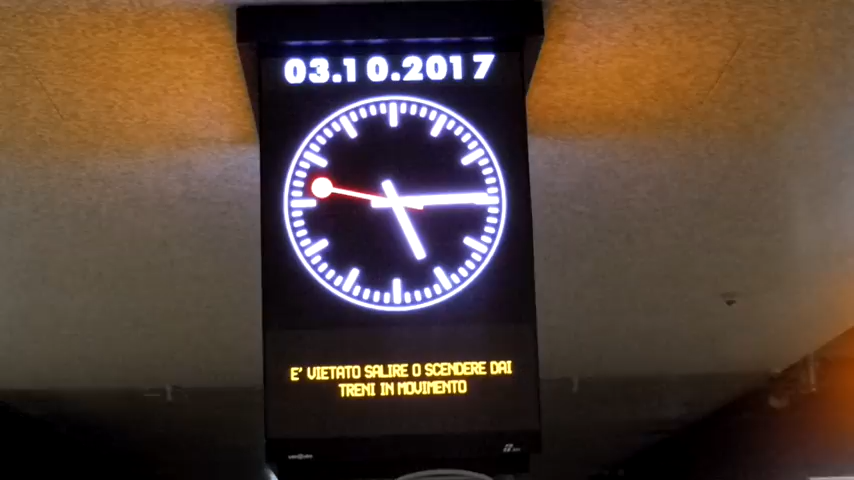 03.10.2017
E' VIETATO SALIRE O SCENDERE DAI
TRENI IN MOVIMENTO